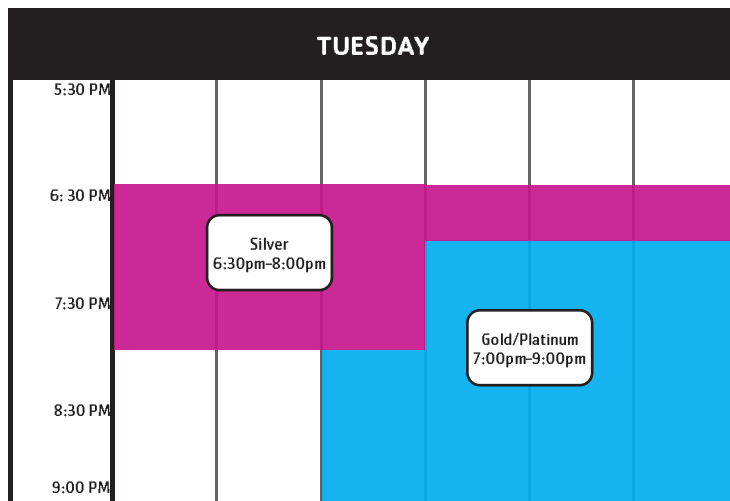 TUESDAY
5:30 PM
6: 30 PM
Silver
6:30pm-8:00pm
7:30 PM
Gold/Platinum
7:00pm-9:00pm
8:30 PM
9:00 PM